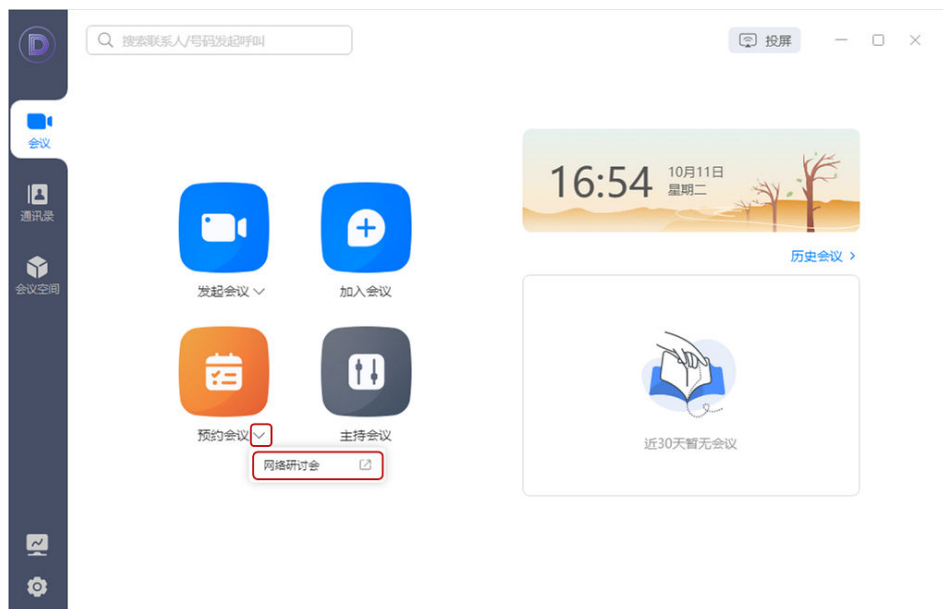 搜索联系人/号码发起呼叫
投屏
会议
通讯录
会议空间
发起会议
加入会议
预约会议
主持会议
网络研讨会
16:54
10月11日
星期二
历史会议
近30天暂无会议